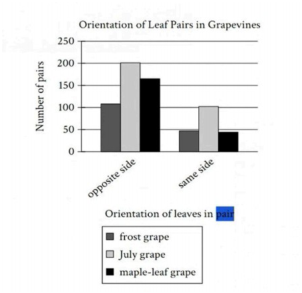 Orientation of Leaf Pairs in Grapevines
Number of pairs
250
200
150
100
50
0
opposite side
same side
Orientation of leaves in pair
frost grape
July grape
maple-leaf grape